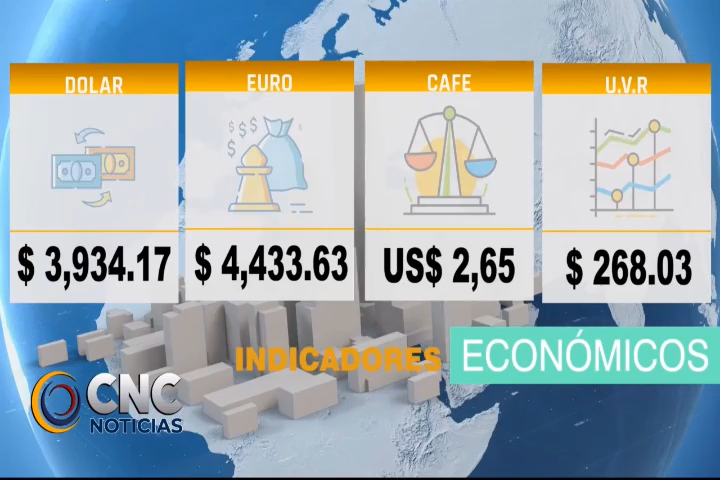 DOLAR
EURO
CAFE
U.V.R
$ 3,934.17
$ 4,433.63
US$ 2,65
$ 268.03
INDICADORES ECONÓMICOS
CNC
NOTICIAS